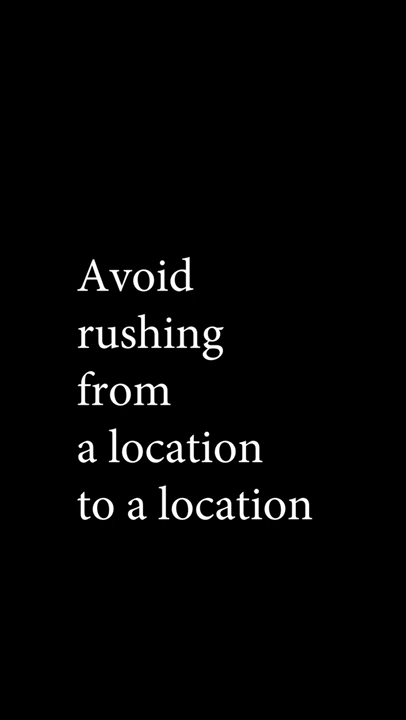 Avoid
rushing
from
a location
to a location